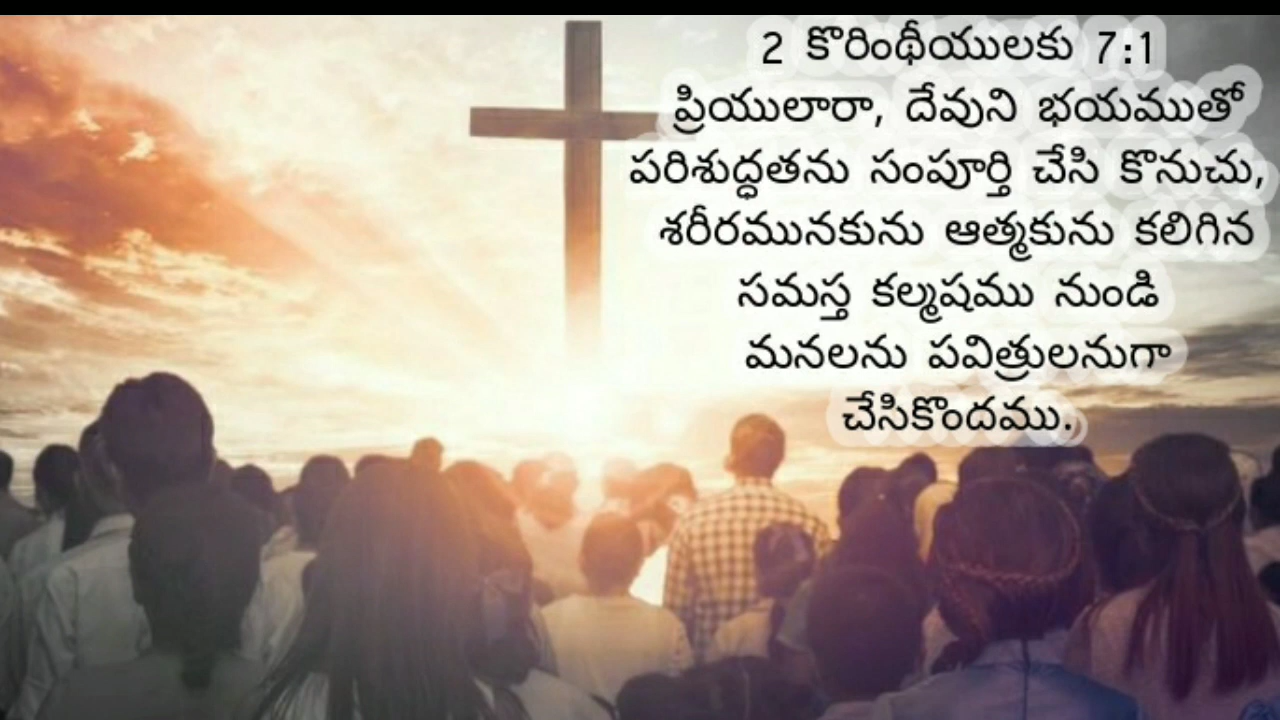 2 కొరింథీయులకు 7:1
ప్రియులారా, దేవుని భయముతో
పరిశుద్ధతను సంపూర్తి చేసి కొనుచు,
శరీరమునకును ఆత్మకును కలిగిన
సమస్త కల్మషము నుండి
మనలను పవిత్రులనుగా
చేసికొందము.